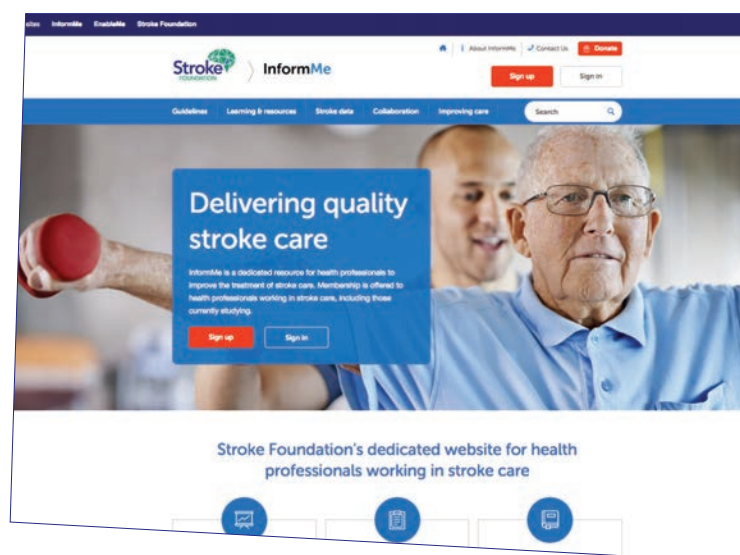 sites InformMe EnableMe Stroke Foundation
About InformMe Contact Us Donate
Stroke
FOUNDATION
InformMe
Sign up Sign in
Guidelines Learning & resources Stroke data Collaboration Improving care Search
Delivering quality
stroke care
InformMe is a dedicated resource for health professionals to
improve the treatment of stroke care. Membership is offered to
health professionals working in stroke care, including those
currently studying.
Sign up Sign in
Stroke Foundation's dedicated website for health
professionals working in stroke care